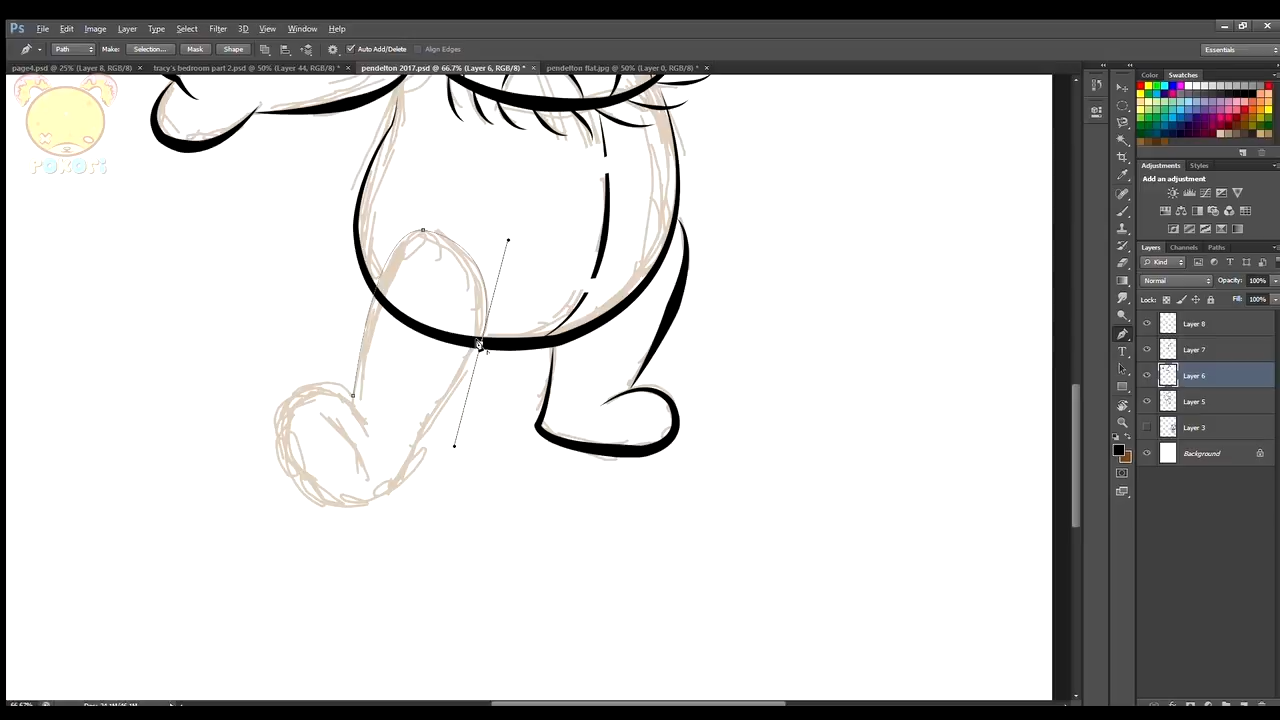 Ps File Edit Image Layer Type Select Filter 3D View Window Help
Path Make: Selection... Mask Shape Auto Add/Delete Align Edges Essentials
page4.psd @ 25% (Layer 8, RGB/8) × tracy's bedroom part 2.psd @ 50% (Layer 44, RGB/8) * × pendelton 2017.psd @ 66.7% (Layer 6, RGB/8) * × pendelton flat.jpg @ 50% (Layer 0, RGB/8) * ×
Color Swatches
roxori
Adjustments Styles
Add an adjustment
Layers Channels Paths
Kind
Normal Opacity: 100%
Lock: Fill: 100%
Layer 8
Layer 7
Layer 6
Layer 5
Layer 3
Background